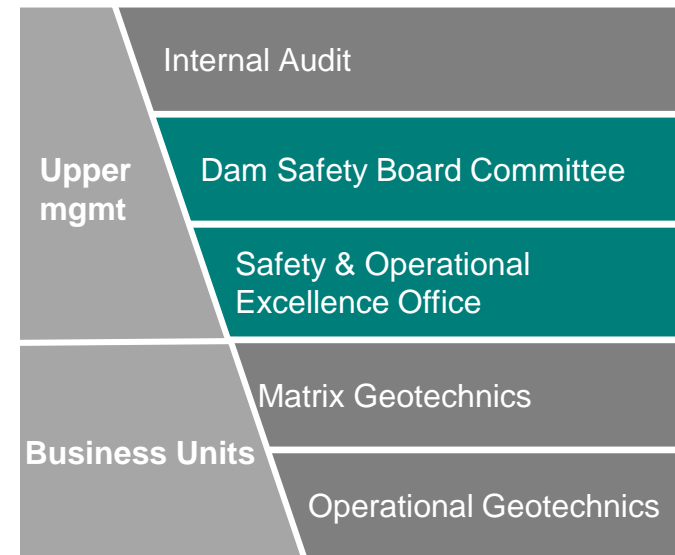 Internal Audit
Upper
mgmt
Dam Safety Board Committee
Safety & Operational
Excellence Office
Business Units
Matrix Geotechnics
Operational Geotechnics